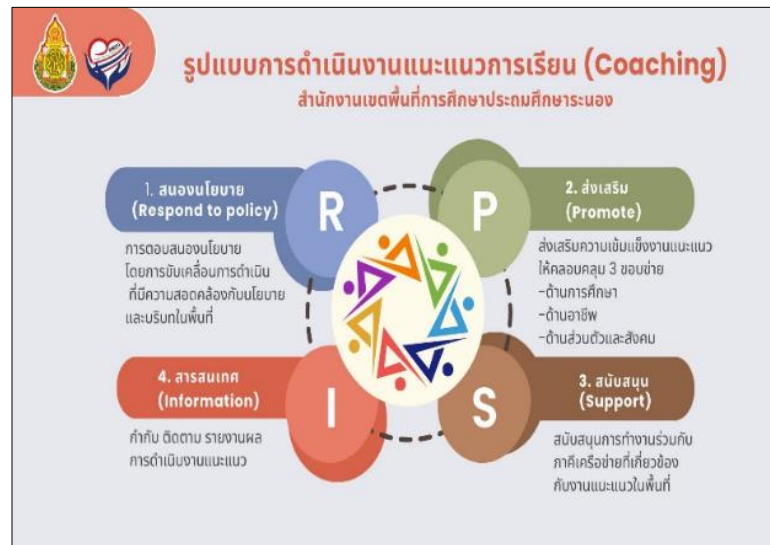 รูปแบบการดำเนินงานแนะแนวการเรียน (Coaching)
สำนักงานเขตพื้นที่การศึกษาประถมศึกษาระนอง
1. สนองนโยบาย
(Respond to policy)
R
การตอบสนองนโยบาย
โดยการขับเคลื่อนการดำเนิน
ที่มีความสอดคล้องกับนโยบาย
และบริบทในพื้นที่
P
2. ส่งเสริม
(Promote)
ส่งเสริมความเข้มแข็งงานแนะแนว
ให้คลอบคลุม 3 ขอบข่าย
-ด้านการศึกษา
-ด้านอาชีพ
-ด้านส่วนตัวและสังคม
S
3. สนับสนุน
(Support)
สนับสนุนการทำงานร่วมกับ
ภาคีเครือข่ายที่เกี่ยวข้อง
กับงานแนะแนวในพื้นที่
4. สารสนเทศ
(Information)
I
กำกับ ติดตาม รายงานผล
การดำเนินงานแนะแนว